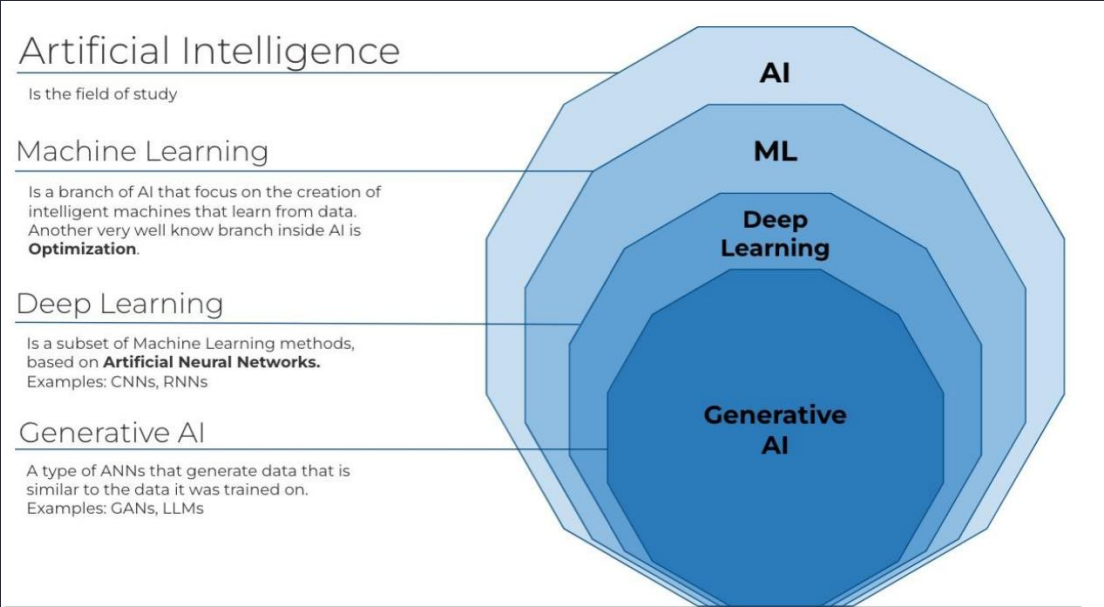 Artificial Intelligence
Is the field of study
Machine Learning
Is a branch of AI that focus on the creation of
intelligent machines that learn from data.
Another very well know branch inside AI is
Optimization.
Deep Learning
Is a subset of Machine Learning methods,
based on Artificial Neural Networks.
Examples: CNNs, RNNs
Generative AI
A type of ANNs that generate data that is
similar to the data it was trained on.
Examples: GANs, LLMs
AI
ML
Deep
Learning
Generative
AI